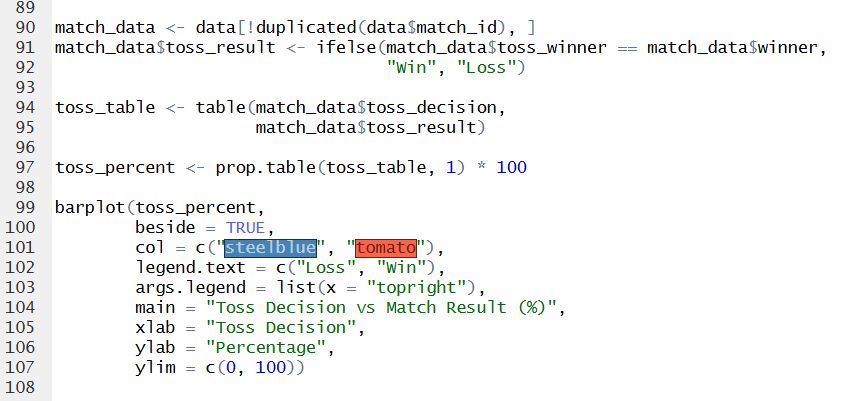 89
90 match_data <- data[!duplicated(data$match_id), ]
91 match_data$toss_result <- ifelse(match_data$toss_winner == match_data$winner,
92                                  "Win", "Loss")
93
94 toss_table <- table(match_data$toss_decision,
95                     match_data$toss_result)
96
97 toss_percent <- prop.table(toss_table, 1) * 100
98
99 barplot(toss_percent,
100         beside = TRUE,
101         col = c("steelblue", "tomato"),
102         legend.text = c("Loss", "Win"),
103         args.legend = list(x = "topright"),
104         main = "Toss Decision vs Match Result (%)",
105         xlab = "Toss Decision",
106         ylab = "Percentage",
107         ylim = c(0, 100))
108